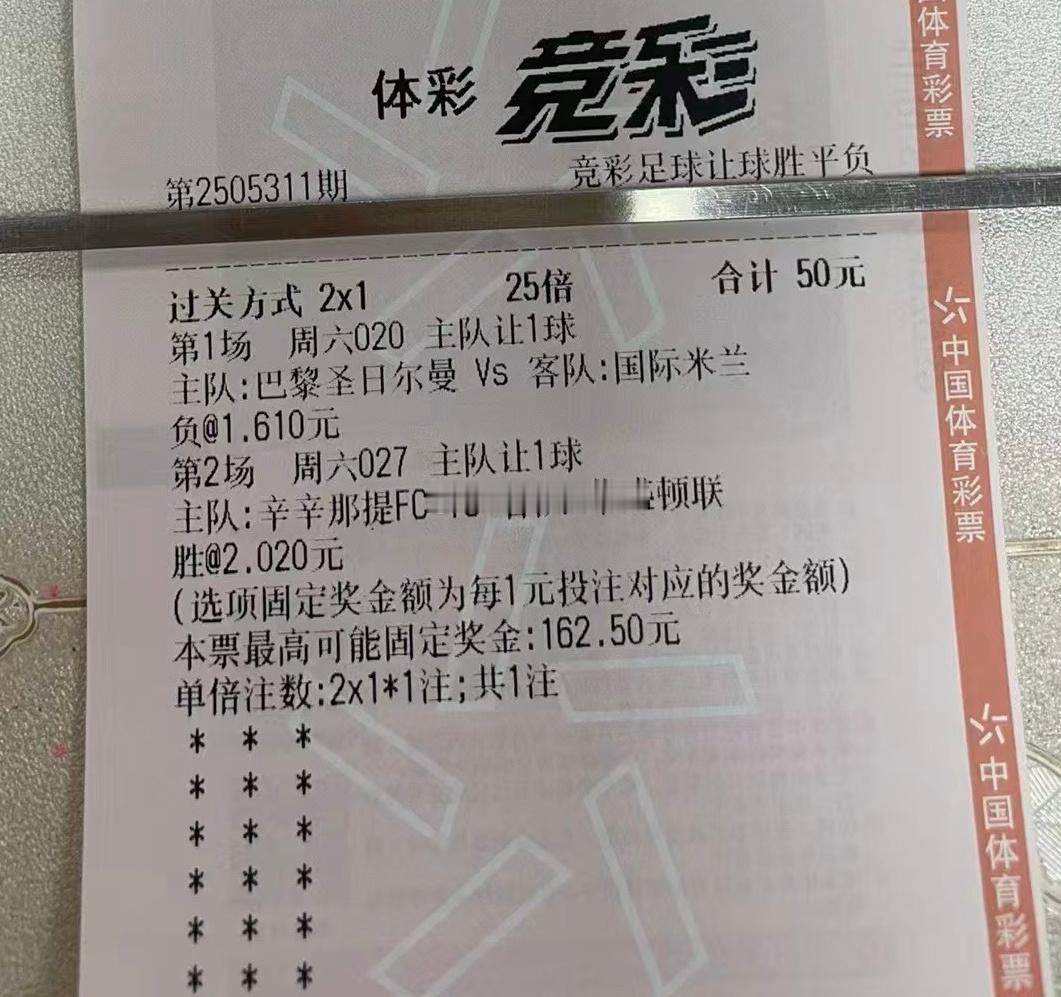 体彩 竞彩
第2505311期 竞彩足球让球胜平负
过关方式 2x1 25倍 合计 50元
第1场 周六020 主队让1球
主队:巴黎圣日尔曼 Vs 客队:国际米兰
负@1.610元
第2场 周六027 主队让1球
主队:辛辛那提FC 顿联
胜@2.020元
(选项固定奖金额为每1元投注对应的奖金额)
本票最高可能固定奖金:162.50元
单倍注数:2x1*1注;共1注
* * *
* * *
* * *
* * *
* * *
* * *
国体育彩票
中国体育彩票
中国体育彩票